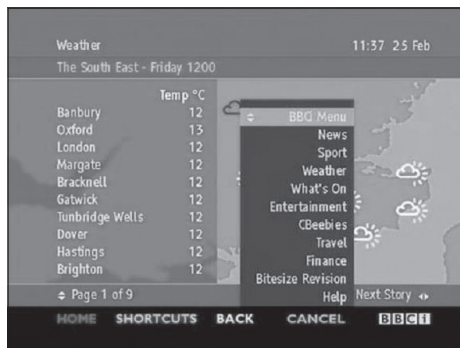 Weather 11:37 25 Feb
The South East - Friday 1200
Temp °C
Banbury 12
Oxford 13
London 12
Margate 12
Bracknell 12
Gatwick 12
Tunbridge Wells 12
Dover 12
Hastings 12
Brighton 12
BBCi Menu
News
Sport
Weather
What's On
Entertainment
CBeebies
Travel
Finance
Bitesize Revision
Help
Page 1 of 9 Next Story
HOME SHORTCUTS BACK CANCEL BBCi